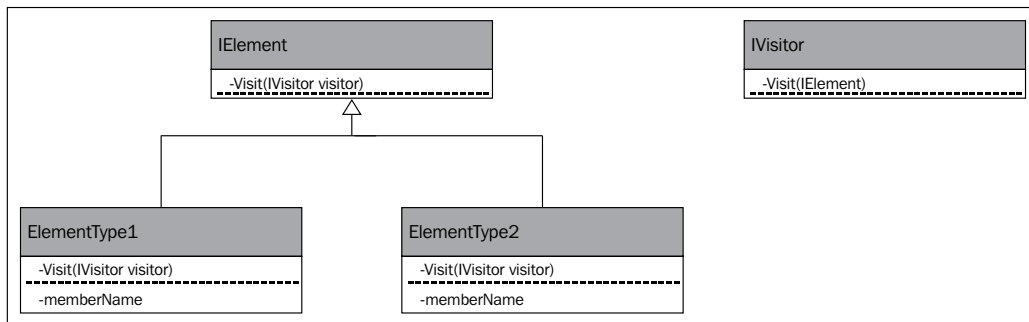 IElement
-Visit(IVisitor visitor)
IVisitor
-Visit(IElement)
ElementType1
-Visit(IVisitor visitor)
-memberName
ElementType2
-Visit(IVisitor visitor)
-memberName